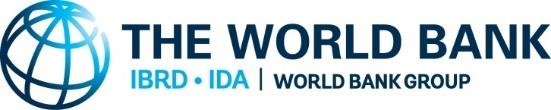 THE WORLD BANK
IBRD • IDA | WORLD BANK GROUP